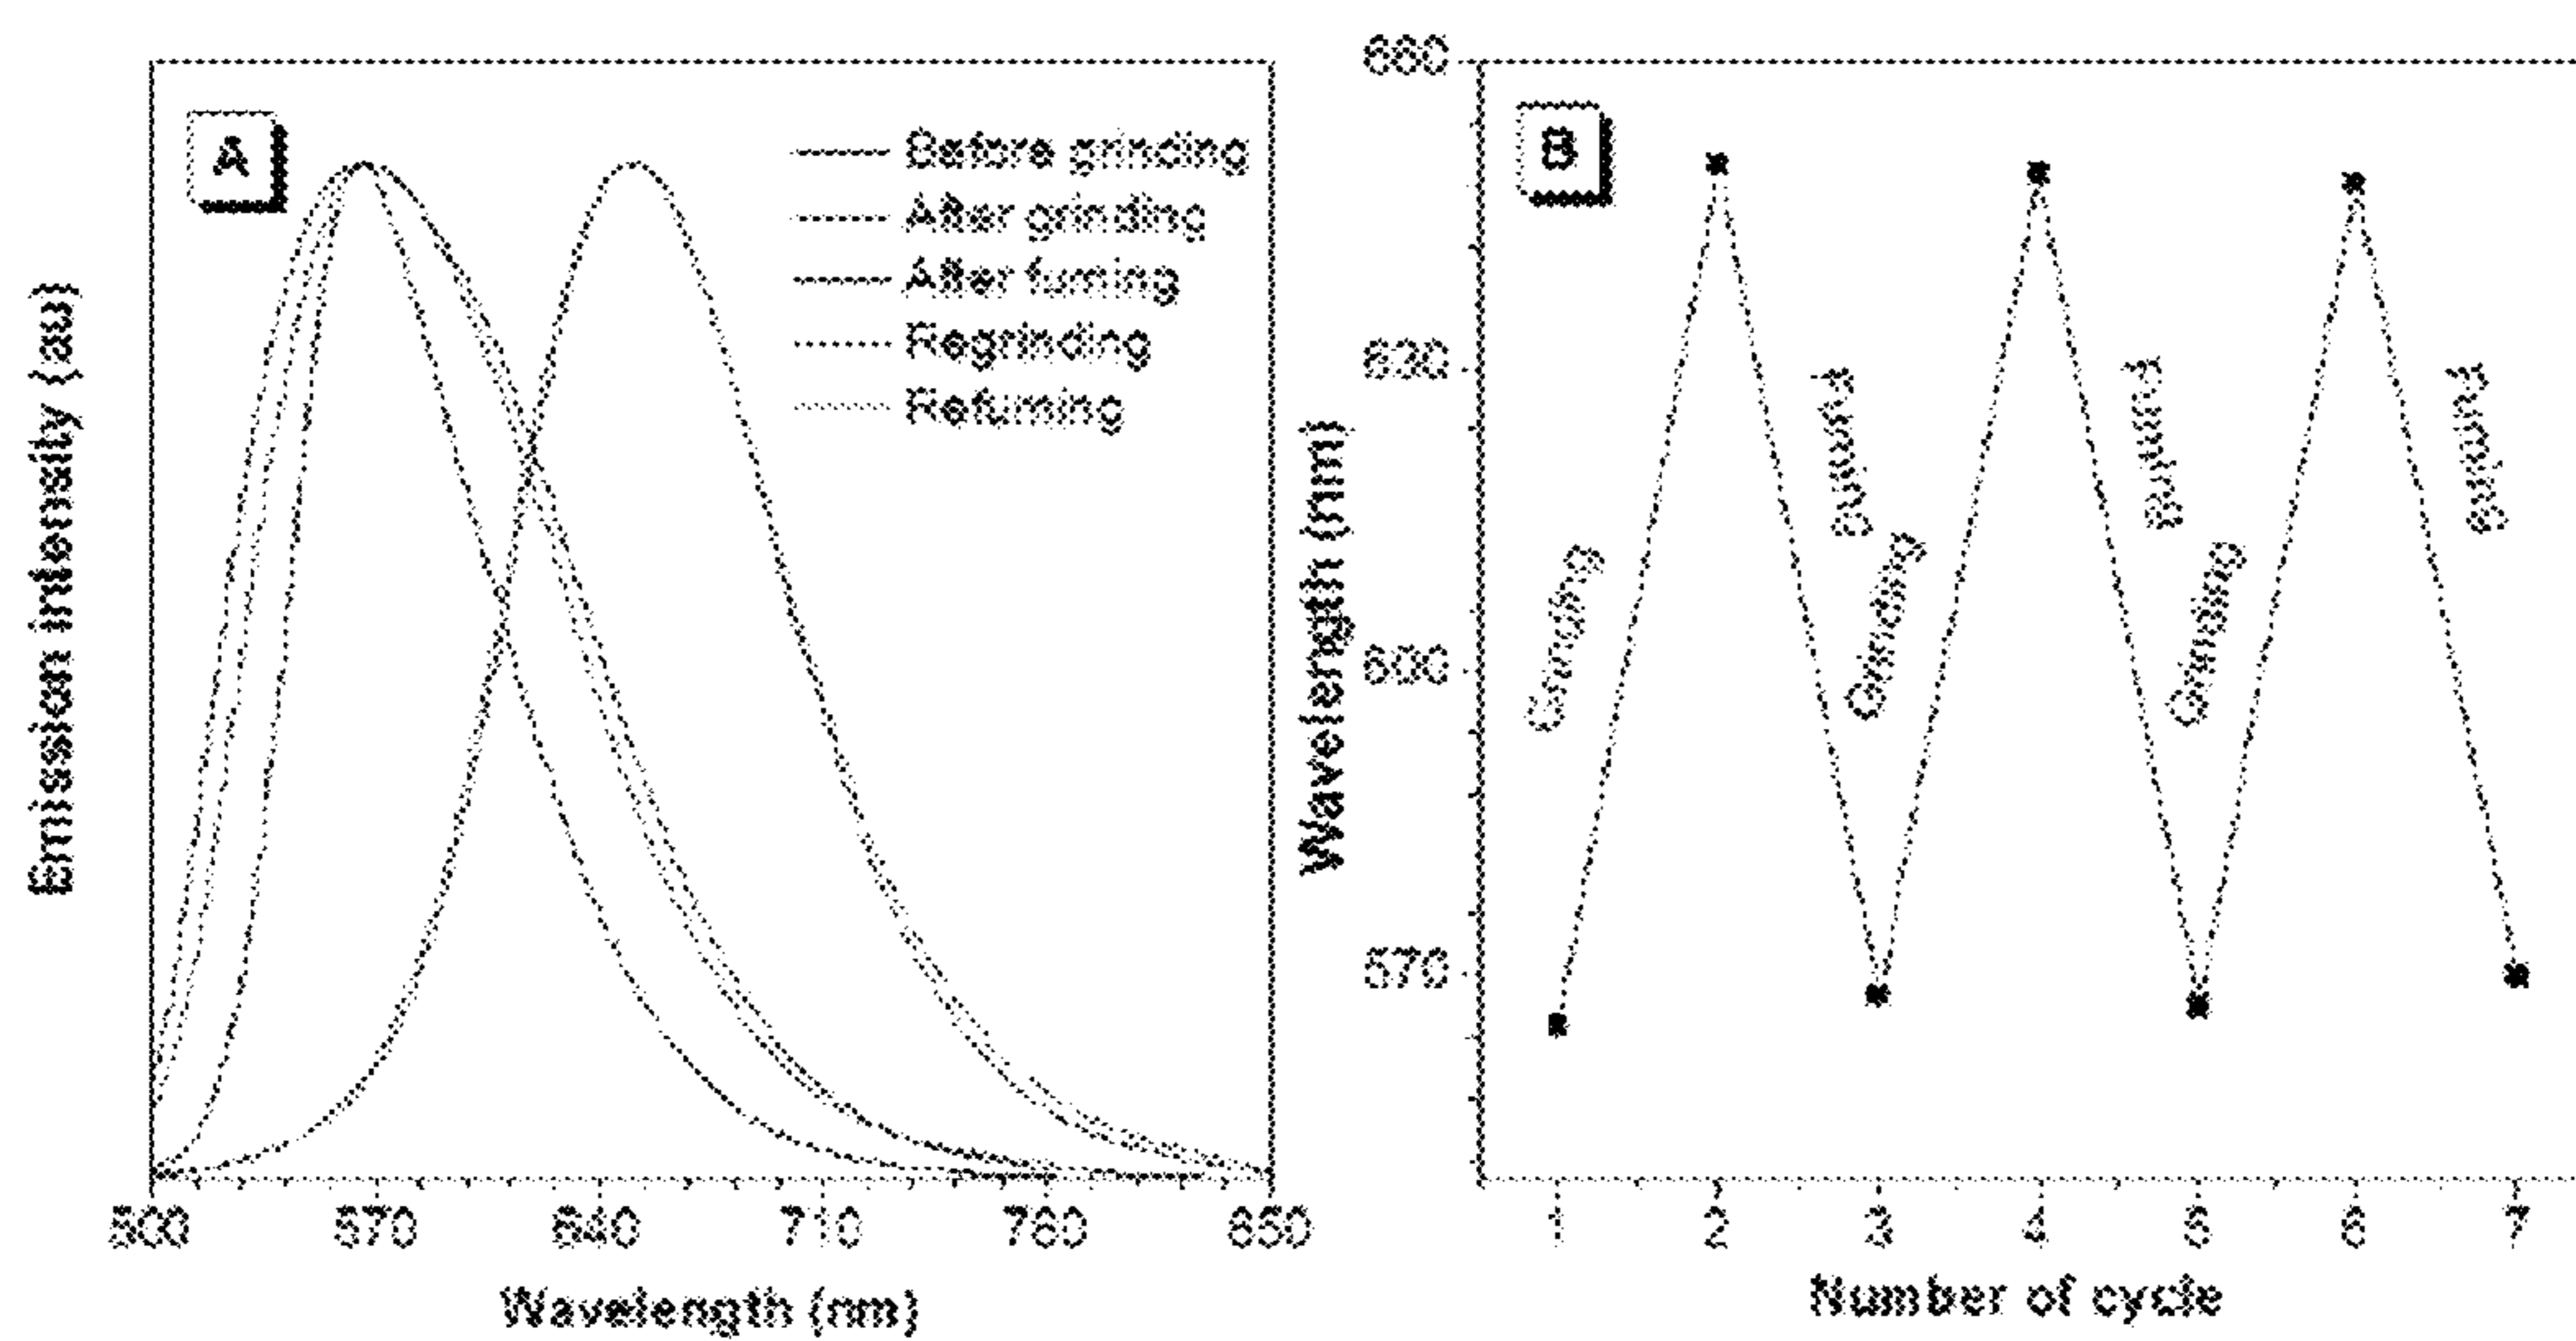 A
Before grinding
After grinding
After fuming
Regrinding
Refuming
Emission intensity (au)
500 570 640 710 780 850
Wavelength (nm)
B
660
630
600
570
Wavelength (nm)
Grinding
Fuming
Grinding
Fuming
Grinding
Fuming
1 2 3 4 5 6 7
Number of cycle